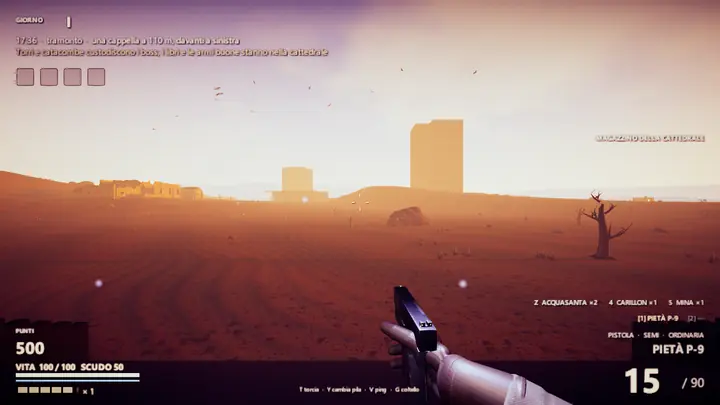 GIORNO I
17:36 · tramonto · una cappella a 110 m, davanti a sinistra
Torri e catacombe custodiscono i boss, i libri e le armi buone stanno nella cattedrale
MAGAZZINO DELLA CATTEDRALE
Z ACQUASANTA ×2 4 CARILLON ×1 5 MINA ×1
[1] PIETÀ P-9 [2] —
PISTOLA · SEMI · ORDINARIA
PIETÀ P-9
15 / 90
PUNTI
500
VITA 100 / 100 SCUDO 50
× 1
T torcia · Y cambia pila · V ping · G coltello